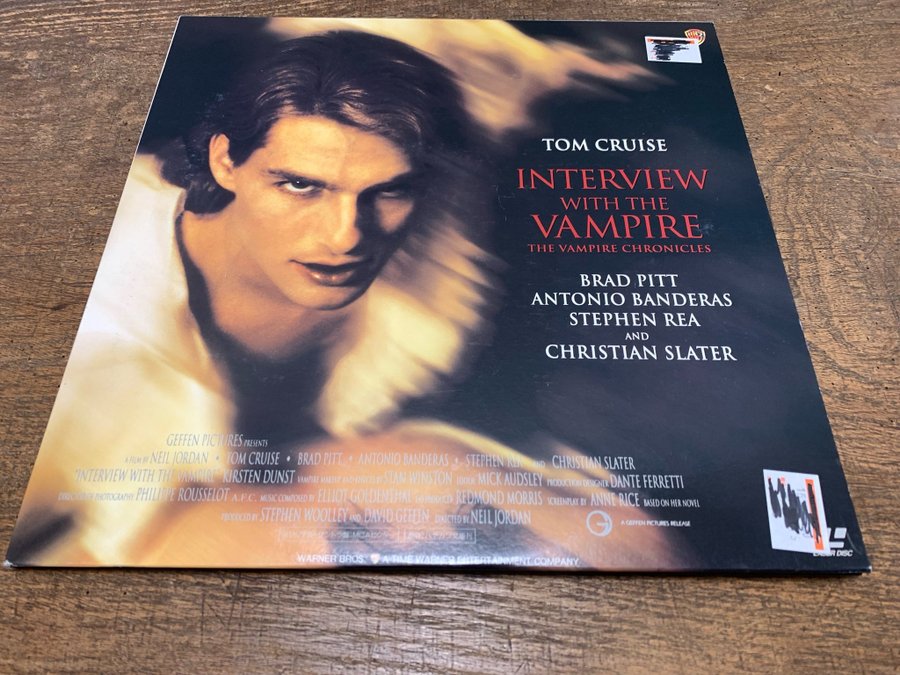 TOM CRUISE
INTERVIEW
WITH THE
VAMPIRE
THE VAMPIRE CHRONICLES
BRAD PITT
ANTONIO BANDERAS
STEPHEN REA
AND
CHRISTIAN SLATER
GEFFEN PICTURES PRESENTS
A FILM BY NEIL JORDAN • TOM CRUISE • BRAD PITT • ANTONIO BANDERAS • STEPHEN REA AND CHRISTIAN SLATER
"INTERVIEW WITH THE VAMPIRE" KIRSTEN DUNST VAMPIRE MAKEUP AND STAN WINSTON EDITOR MICK AUDSLEY PRODUCTION DESIGNER DANTE FERRETTI
DIRECTOR OF PHOTOGRAPHY PHILIPPE ROUSSELOT A.F.C. MUSIC COMPOSED BY ELLIOT GOLDENTHAL CO-PRODUCER REDMOND MORRIS SCREENPLAY BY ANNE RICE BASED ON HER NOVEL
PRODUCED BY STEPHEN WOOLLEY AND DAVID GEFFEN DIRECTED BY NEIL JORDAN
A GEFFEN PICTURES RELEASE
WARNER BROS. A TIME WARNER ENTERTAINMENT COMPANY
LASER DISC